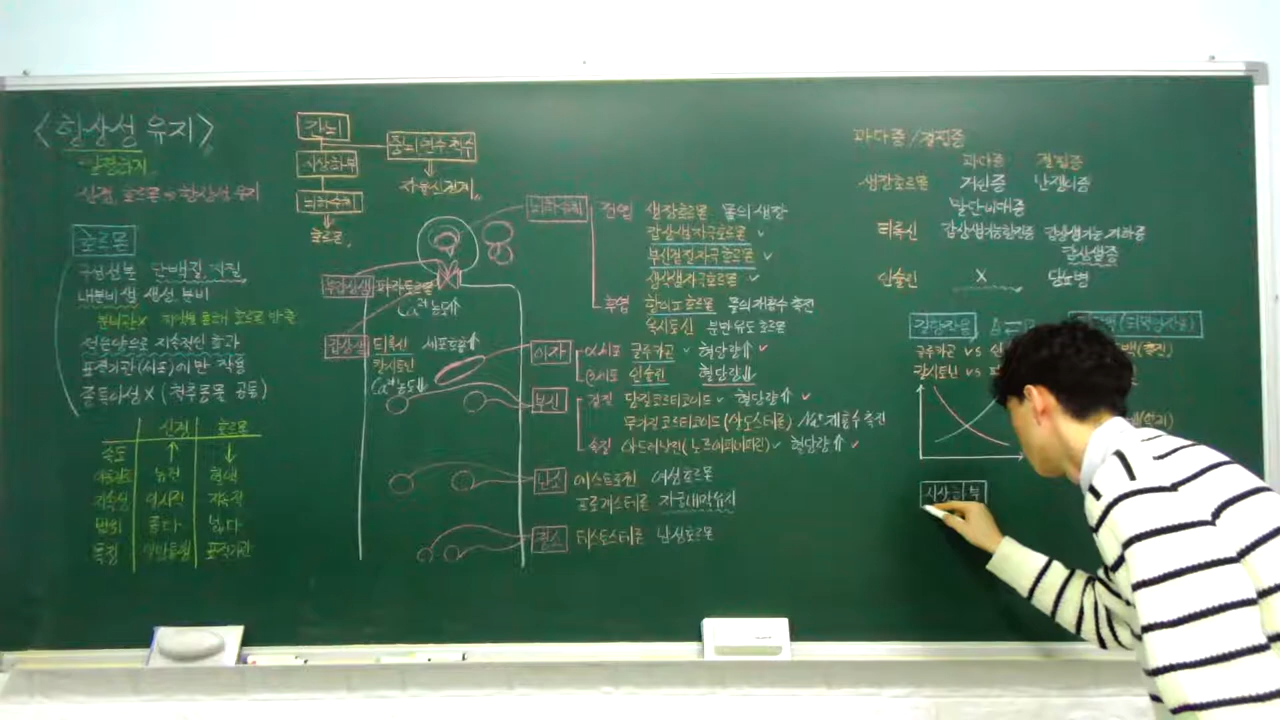 <항상성 유지>
신경, 호르몬 → 항상성 유지
간뇌
시상하부
뇌하수체
호르몬
중뇌 연수 척수
자율신경계
호르몬
구성성분 단백질, 지질
내분비샘 생성 분비
분비관 X 혈액을 통해 호르몬 방출
적은양으로 지속적인 효과
표적기관(세포)에만 작용
종특이성 X (척추동물 공통)
신경 호르몬
속도 ↑ ↓
뉴런 혈액
지속성 일시적 지속적
범위 좁다 넓다
특징 표적기관
부갑상샘 파라토르몬
Ca²⁺ 농도↑
갑상샘 티록신 세포호흡↑
칼시토닌
Ca²⁺ 농도↓
뇌하수체
전엽 생장호르몬 몸의 생장
갑상샘자극호르몬
부신겉질자극호르몬
생식샘자극호르몬
후엽 항이뇨호르몬 물의 재흡수 촉진
옥시토신 분만 유도 호르몬
이자 α세포 글루카곤 혈당량↑
β세포 인슐린 혈당량↓
부신 겉질 당질코르티코이드 혈당량↑
무기질코르티코이드(알도스테론) Na⁺ 재흡수 촉진
속질 아드레날린(노르에피네프린) 혈당량↑
난소 에스트로젠 여성호르몬
프로게스테론 자궁내막유지
정소 테스토스테론 남성호르몬
과다증/결핍증
과다증 결핍증
생장호르몬 거인증 난쟁이증
말단비대증
티록신 갑상샘기능항진증 갑상샘기능 저하증
갑상샘종
인슐린 X 당뇨병
길항작용
글루카곤 vs
칼시토닌 vs
시상하부